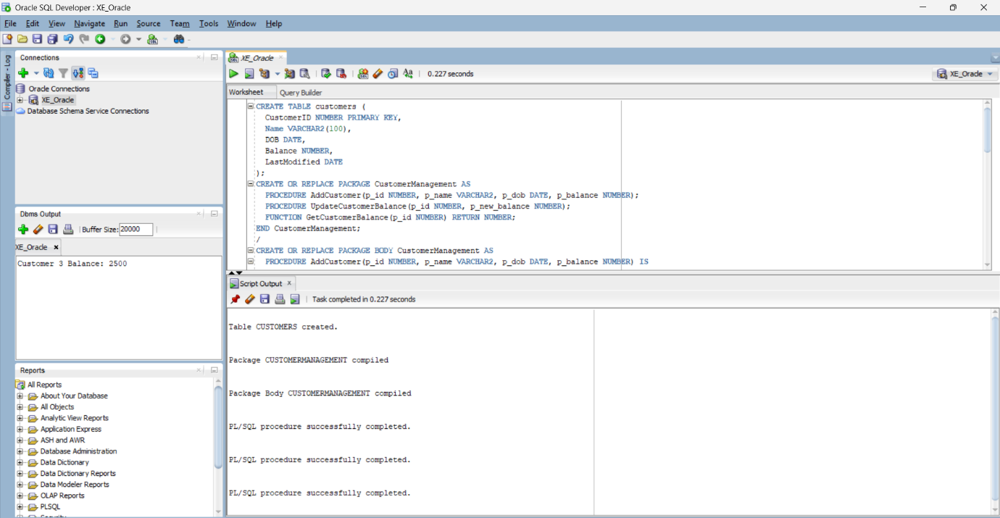 Oracle SQL Developer : XE_Oracle
File Edit View Navigate Run Source Team Tools Window Help
Compiler - Log
Connections
Oracle Connections
XE_Oracle
Database Schema Service Connections
Dbms Output
Buffer Size: 20000
XE_Oracle
Customer 3 Balance: 2500
Reports
All Reports
About Your Database
All Objects
Analytic View Reports
Application Express
ASH and AWR
Database Administration
Data Dictionary
Data Dictionary Reports
Data Modeler Reports
OLAP Reports
PLSQL
XE_Oracle
0.227 seconds
XE_Oracle
Worksheet Query Builder
CREATE TABLE customers (
CustomerID NUMBER PRIMARY KEY,
Name VARCHAR2(100),
DOB DATE,
Balance NUMBER,
LastModified DATE
);
CREATE OR REPLACE PACKAGE CustomerManagement AS
PROCEDURE AddCustomer(p_id NUMBER, p_name VARCHAR2, p_dob DATE, p_balance NUMBER);
PROCEDURE UpdateCustomerBalance(p_id NUMBER, p_new_balance NUMBER);
FUNCTION GetCustomerBalance(p_id NUMBER) RETURN NUMBER;
END CustomerManagement;
/
CREATE OR REPLACE PACKAGE BODY CustomerManagement AS
PROCEDURE AddCustomer(p_id NUMBER, p_name VARCHAR2, p_dob DATE, p_balance NUMBER) IS
Script Output
Task completed in 0.227 seconds
Table CUSTOMERS created.
Package CUSTOMERMANAGEMENT compiled
Package Body CUSTOMERMANAGEMENT compiled
PL/SQL procedure successfully completed.
PL/SQL procedure successfully completed.
PL/SQL procedure successfully completed.